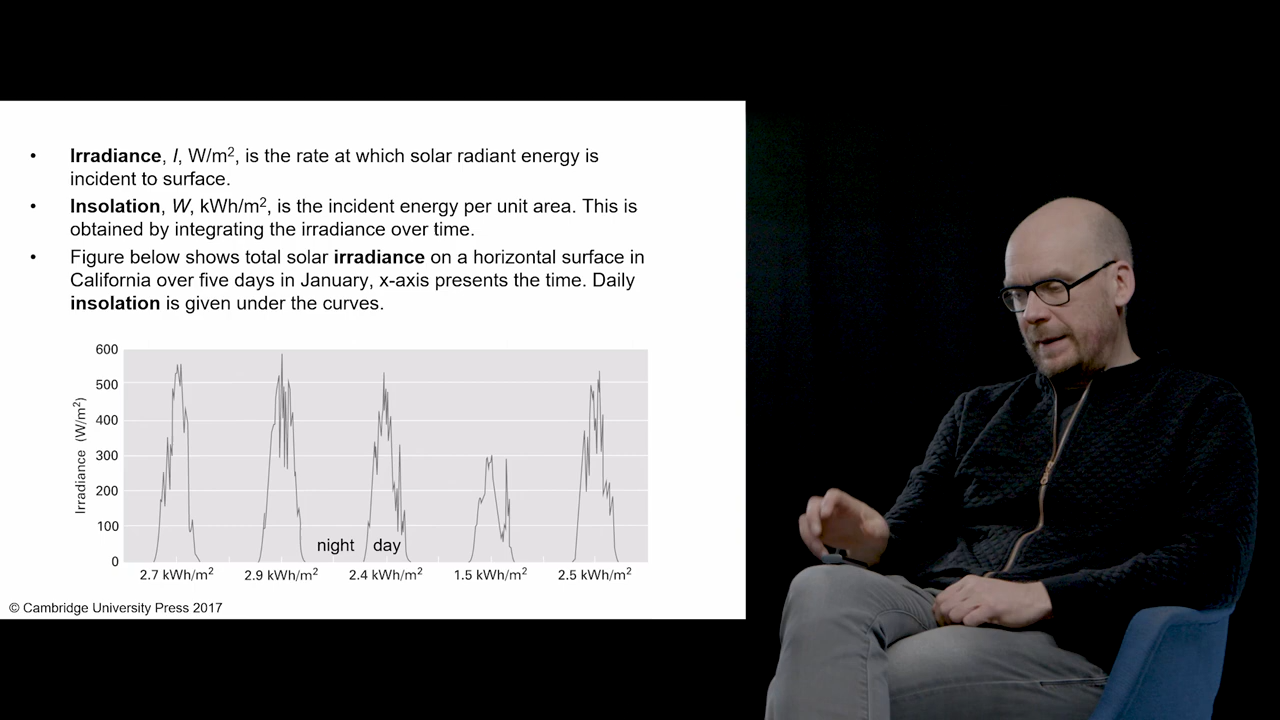 • Irradiance, I, W/m², is the rate at which solar radiant energy is
incident to surface.
• Insolation, W, kWh/m², is the incident energy per unit area. This is
obtained by integrating the irradiance over time.
• Figure below shows total solar irradiance on a horizontal surface in
California over five days in January, x-axis presents the time. Daily
insolation is given under the curves.
Irradiance (W/m²)
600
500
400
300
200
100
0
night day
2.7 kWh/m² 2.9 kWh/m² 2.4 kWh/m² 1.5 kWh/m² 2.5 kWh/m²
© Cambridge University Press 2017